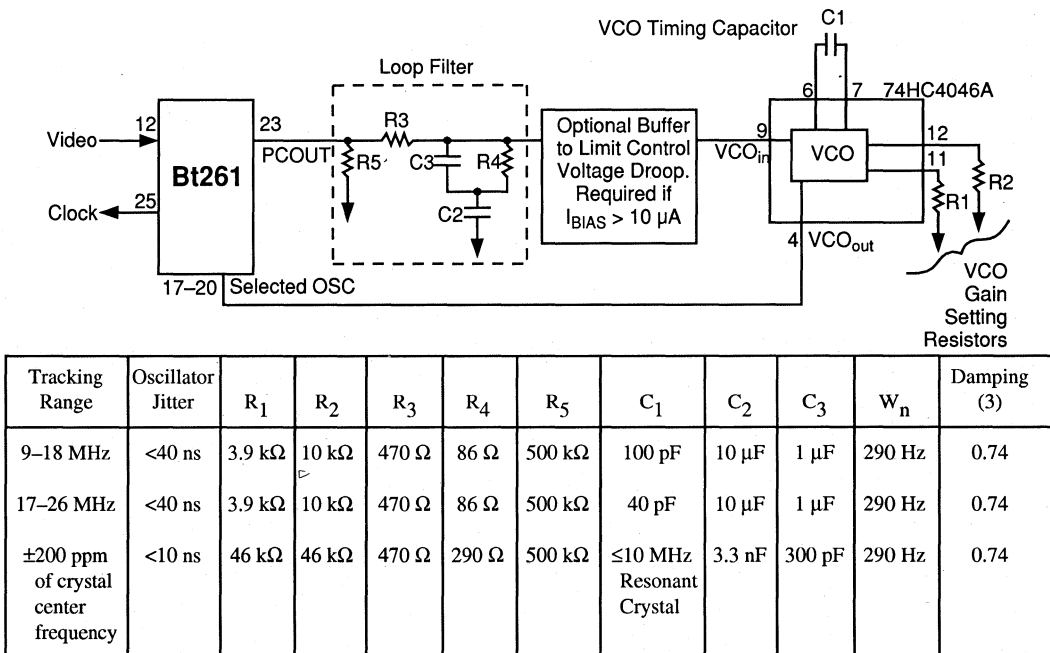 C1
VCO Timing Capacitor
Loop Filter
6 7 74HC4046A
Video 12 23 R3 9 12
PCOUT R5 C3 R4 VCOin VCO 11
Bt261
Optional Buffer
to Limit Control
Voltage Droop.
Required if
IBIAS > 10 µA
Clock 25 C2 R1 R2
4 VCOout
17–20 Selected OSC
VCO
Gain
Setting
Resistors
Tracking Range Oscillator Jitter R1 R2 R3 R4 R5 C1 C2 C3 Wn Damping (3)
9–18 MHz <40 ns 3.9 kΩ 10 kΩ 470 Ω 86 Ω 500 kΩ 100 pF 10 µF 1 µF 290 Hz 0.74
17–26 MHz <40 ns 3.9 kΩ 10 kΩ 470 Ω 86 Ω 500 kΩ 40 pF 10 µF 1 µF 290 Hz 0.74
±200 ppm <10 ns 46 kΩ 46 kΩ 470 Ω 290 Ω 500 kΩ ≤10 MHz 3.3 nF 300 pF 290 Hz 0.74
of crystal Resonant
center Crystal
frequency